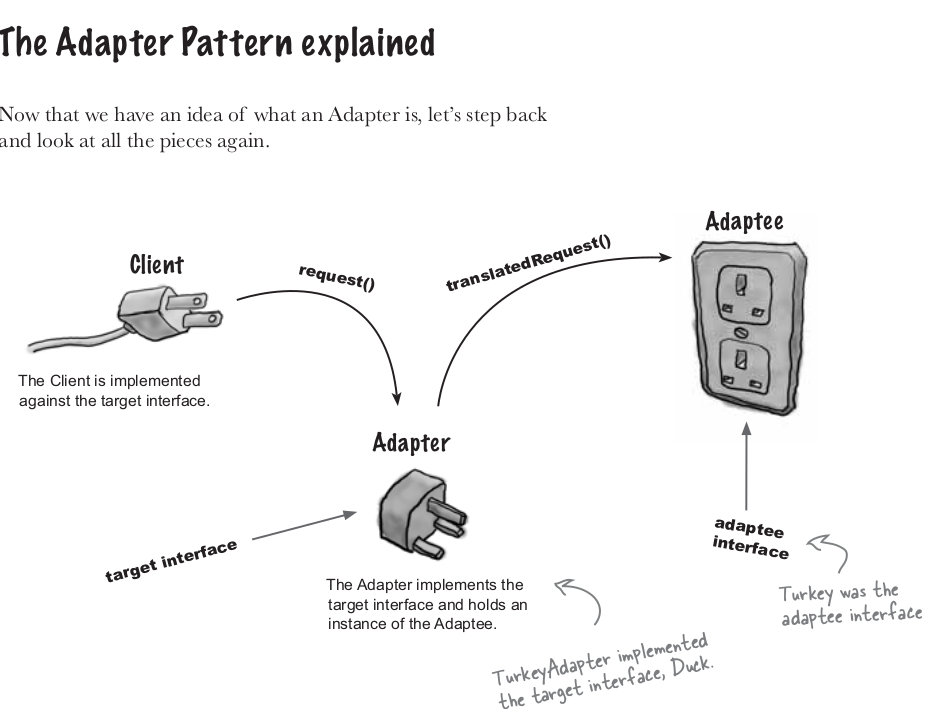 The Adapter Pattern explained
Now that we have an idea of what an Adapter is, let's step back
and look at all the pieces again.
Client
request()
translatedRequest()
Adaptee
The Client is implemented
against the target interface.
Adapter
target interface
The Adapter implements the
target interface and holds an
instance of the Adaptee.
adaptee
interface
Turkey was the
adaptee interface
TurkeyAdapter implemented
the target interface, Duck.